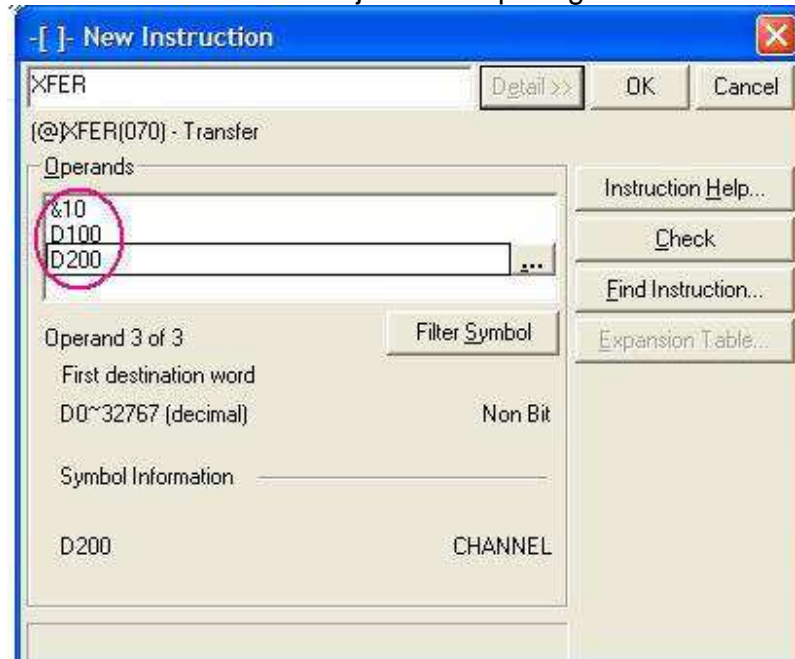 -[ ]- New Instruction
XFER Detail >> OK Cancel
(@)XFER(070) - Transfer
Operands
&10
D100
D200 ...
Instruction Help...
Check
Find Instruction...
Expansion Table...
Operand 3 of 3 Filter Symbol
First destination word
D0~32767 (decimal) Non Bit
Symbol Information
D200 CHANNEL